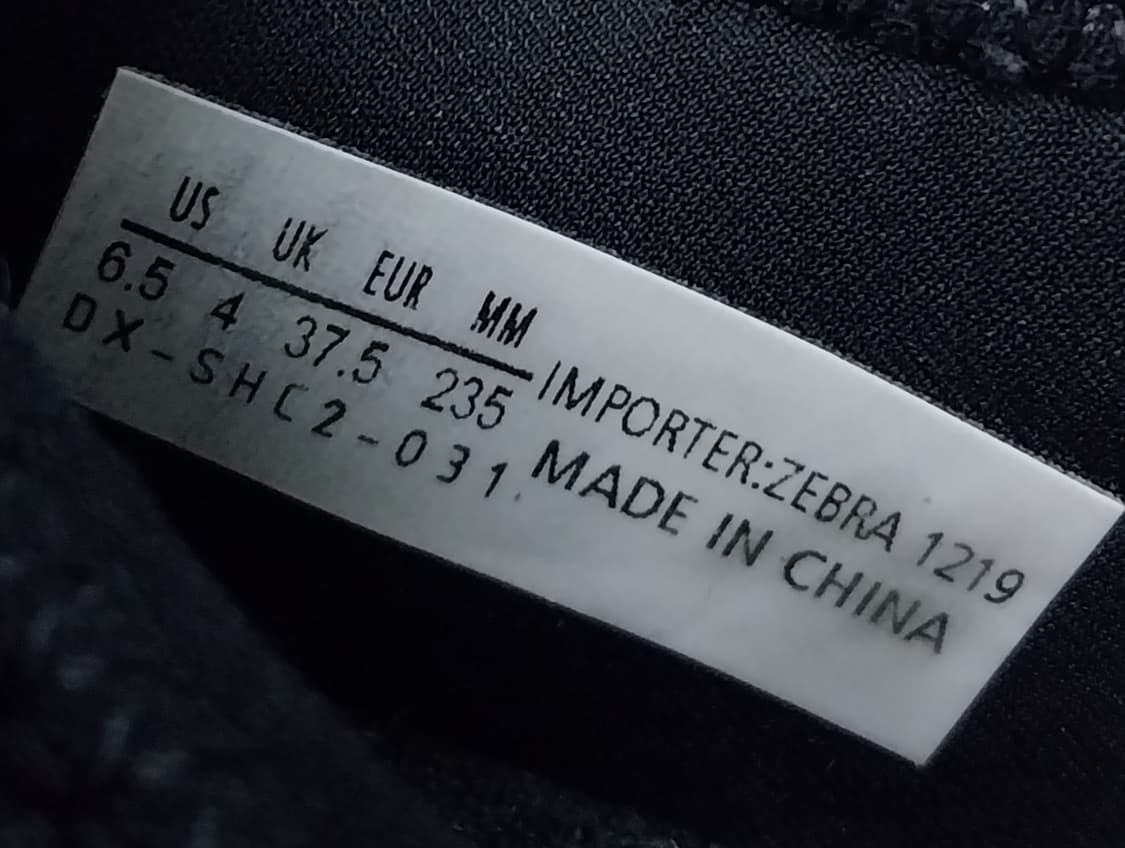 US UK EUR MM
6.5 4 37.5 235
DX-SHC2-031
IMPORTER:ZEBRA 1219
MADE IN CHINA